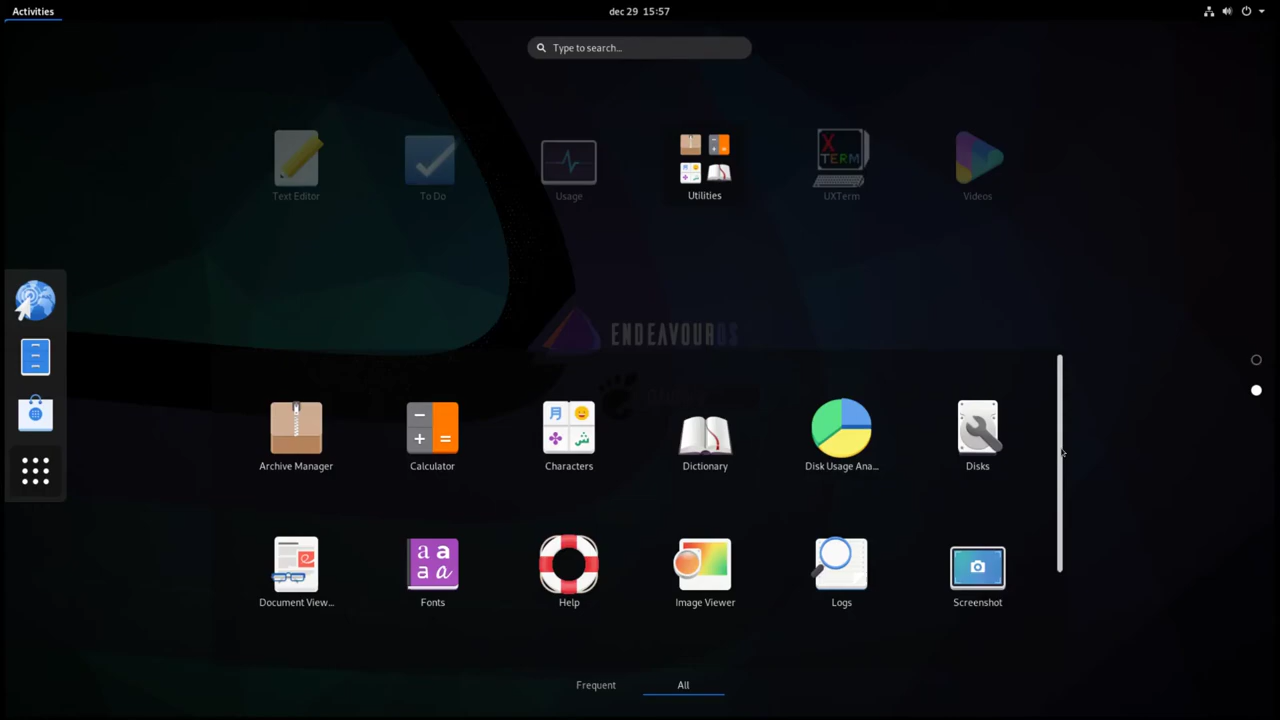 Activities
dec 29 15:57
Type to search...
Text Editor
To Do
Usage
Utilities
X
TERM
UXTerm
Videos
ENDEAVOUROS
Archive Manager
Calculator
Characters
Dictionary
Disk Usage Ana...
Disks
Document View...
Fonts
Help
Image Viewer
Logs
Screenshot
Frequent
All